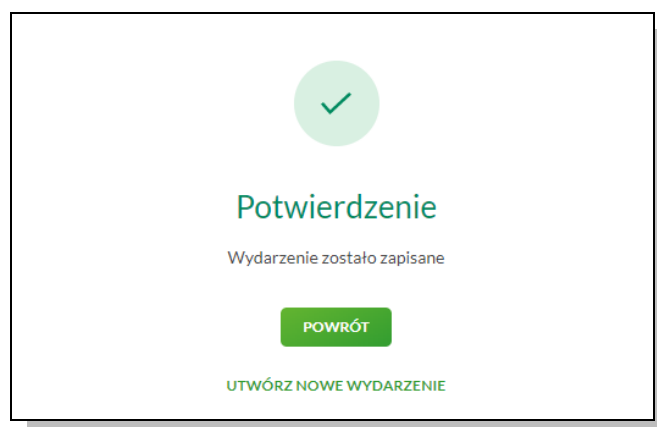 Potwierdzenie
Wydarzenie zostało zapisane
POWRÓT
UTWÓRZ NOWE WYDARZENIE